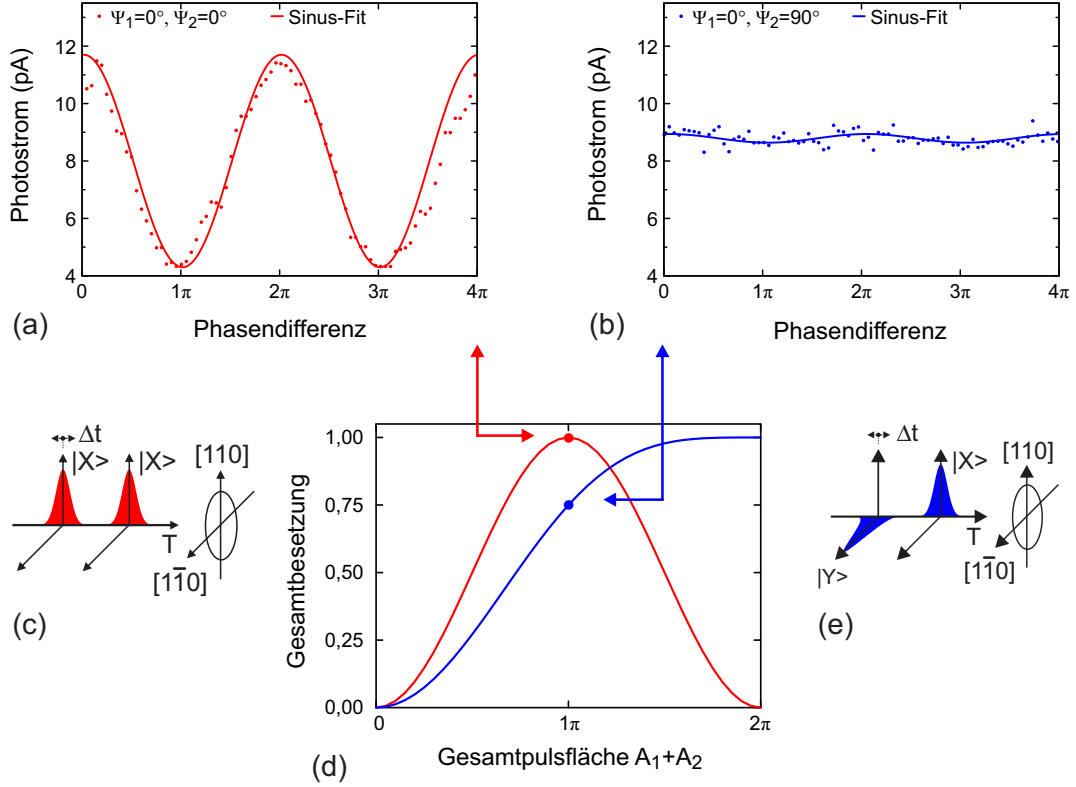 Ψ₁=0°, Ψ₂=0° Sinus-Fit
12
10
8
6
4
Photostrom (pA)
0 1π 2π 3π 4π
Phasendifferenz
(a)
Ψ₁=0°, Ψ₂=90° Sinus-Fit
12
10
8
6
4
Photostrom (pA)
0 1π 2π 3π 4π
Phasendifferenz
(b)
Δt
|X> |X>
T
[110]
[11̅0]
(c)
1,00
0,75
0,50
0,25
0,00
Gesamtbesetzung
0 1π 2π
Gesamtpulsfläche A₁+A₂
(d)
Δt
|X>
|Y>
T
[110]
[11̅0]
(e)